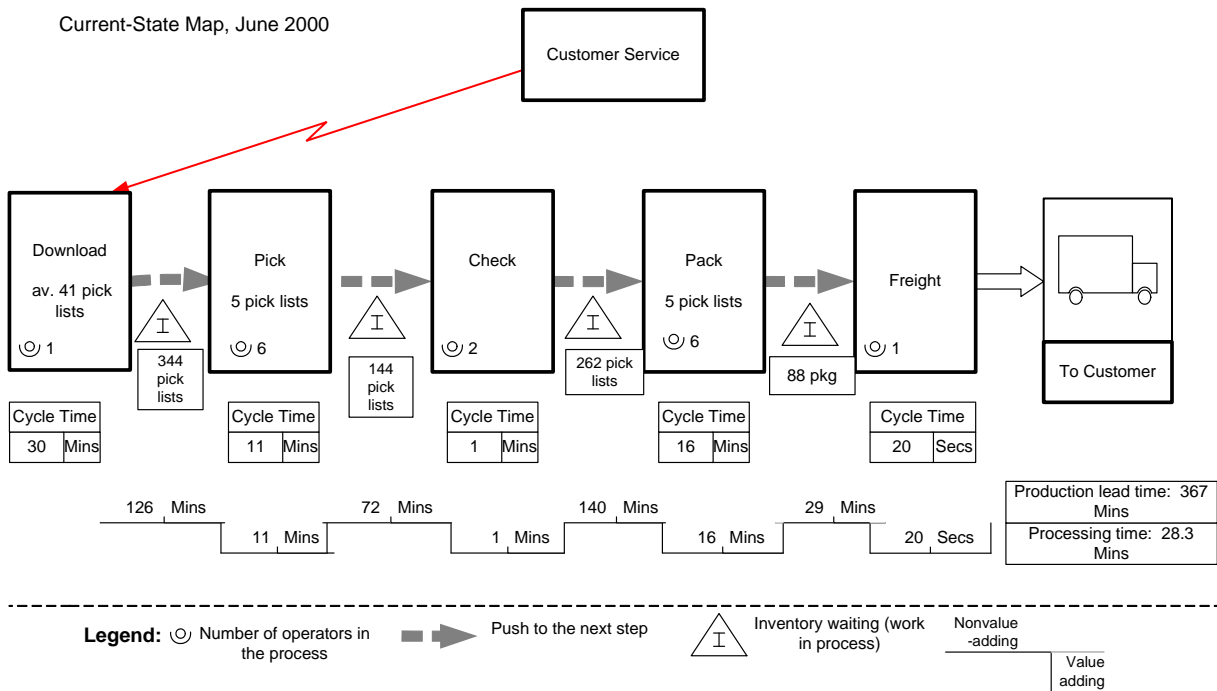 Current-State Map, June 2000
Customer Service
Download
av. 41 pick
lists
1
Pick
5 pick lists
6
Check
2
Pack
5 pick lists
6
Freight
1
To Customer
I
344
pick
lists
I
144
pick
lists
I
262 pick
lists
I
88 pkg
Cycle Time
30 Mins
Cycle Time
11 Mins
Cycle Time
1 Mins
Cycle Time
16 Mins
Cycle Time
20 Secs
126 Mins
11 Mins
72 Mins
1 Mins
140 Mins
16 Mins
29 Mins
20 Secs
Production lead time: 367
Mins
Processing time: 28.3
Mins
Legend:
Number of operators in
the process
Push to the next step
I
Inventory waiting (work
in process)
Nonvalue
-adding
Value
adding